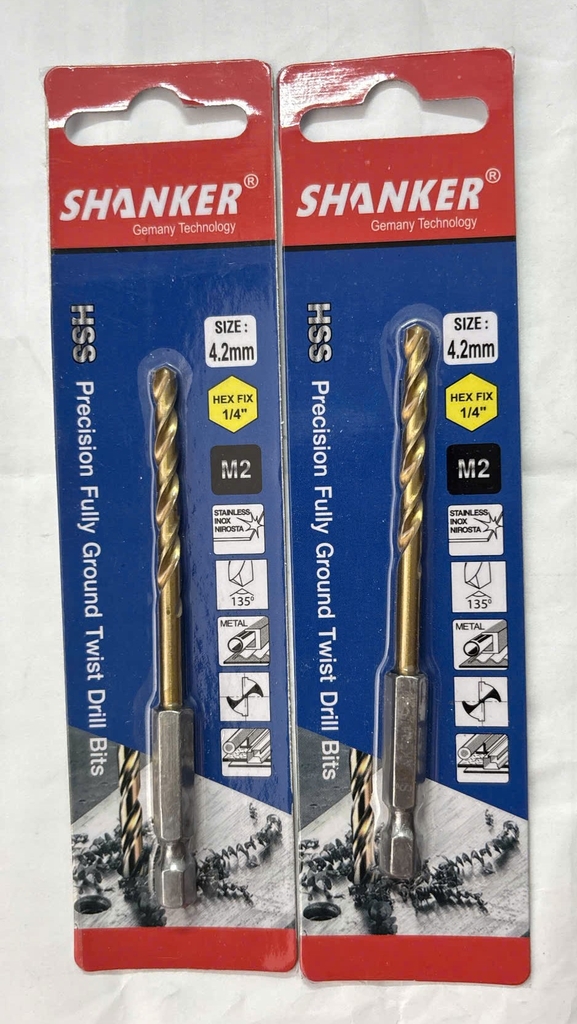 SHANKER®
Gemany Technology
HSS Precision Fully Ground Twist Drill Bits
SIZE :
4.2mm
HEX FIX
1/4"
M2
STAINLESS
INOX
NIROSTA
135°
METAL
SHANKER®
Gemany Technology
HSS Precision Fully Ground Twist Drill Bits
SIZE :
4.2mm
HEX FIX
1/4"
M2
STAINLESS
INOX
NIROSTA
135°
METAL